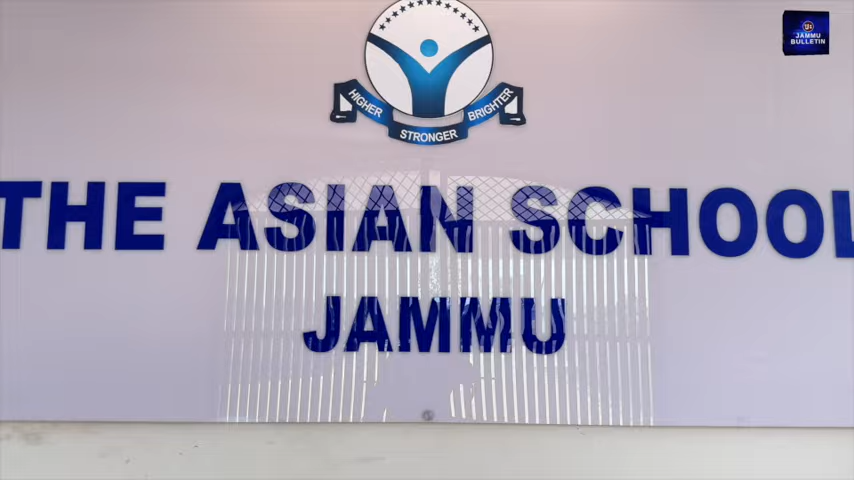 JAMMU
BULLETIN
HIGHER
STRONGER
BRIGHTER
THE ASIAN SCHOOL
JAMMU